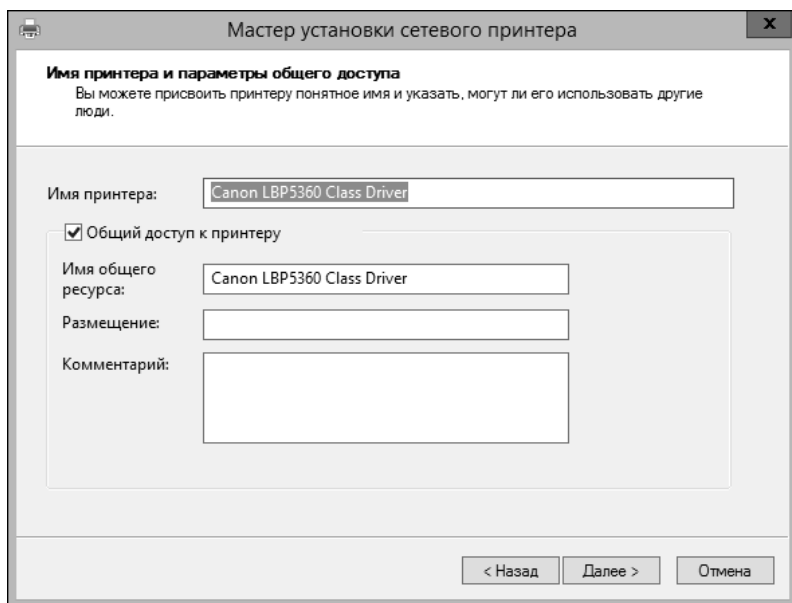 Мастер установки сетевого принтера
x
Имя принтера и параметры общего доступа
Вы можете присвоить принтеру понятное имя и указать, могут ли его использовать другие
люди.
Имя принтера:
Canon LBP5360 Class Driver
Общий доступ к принтеру
Имя общего
ресурса:
Canon LBP5360 Class Driver
Размещение:
Комментарий:
< Назад
Далее >
Отмена